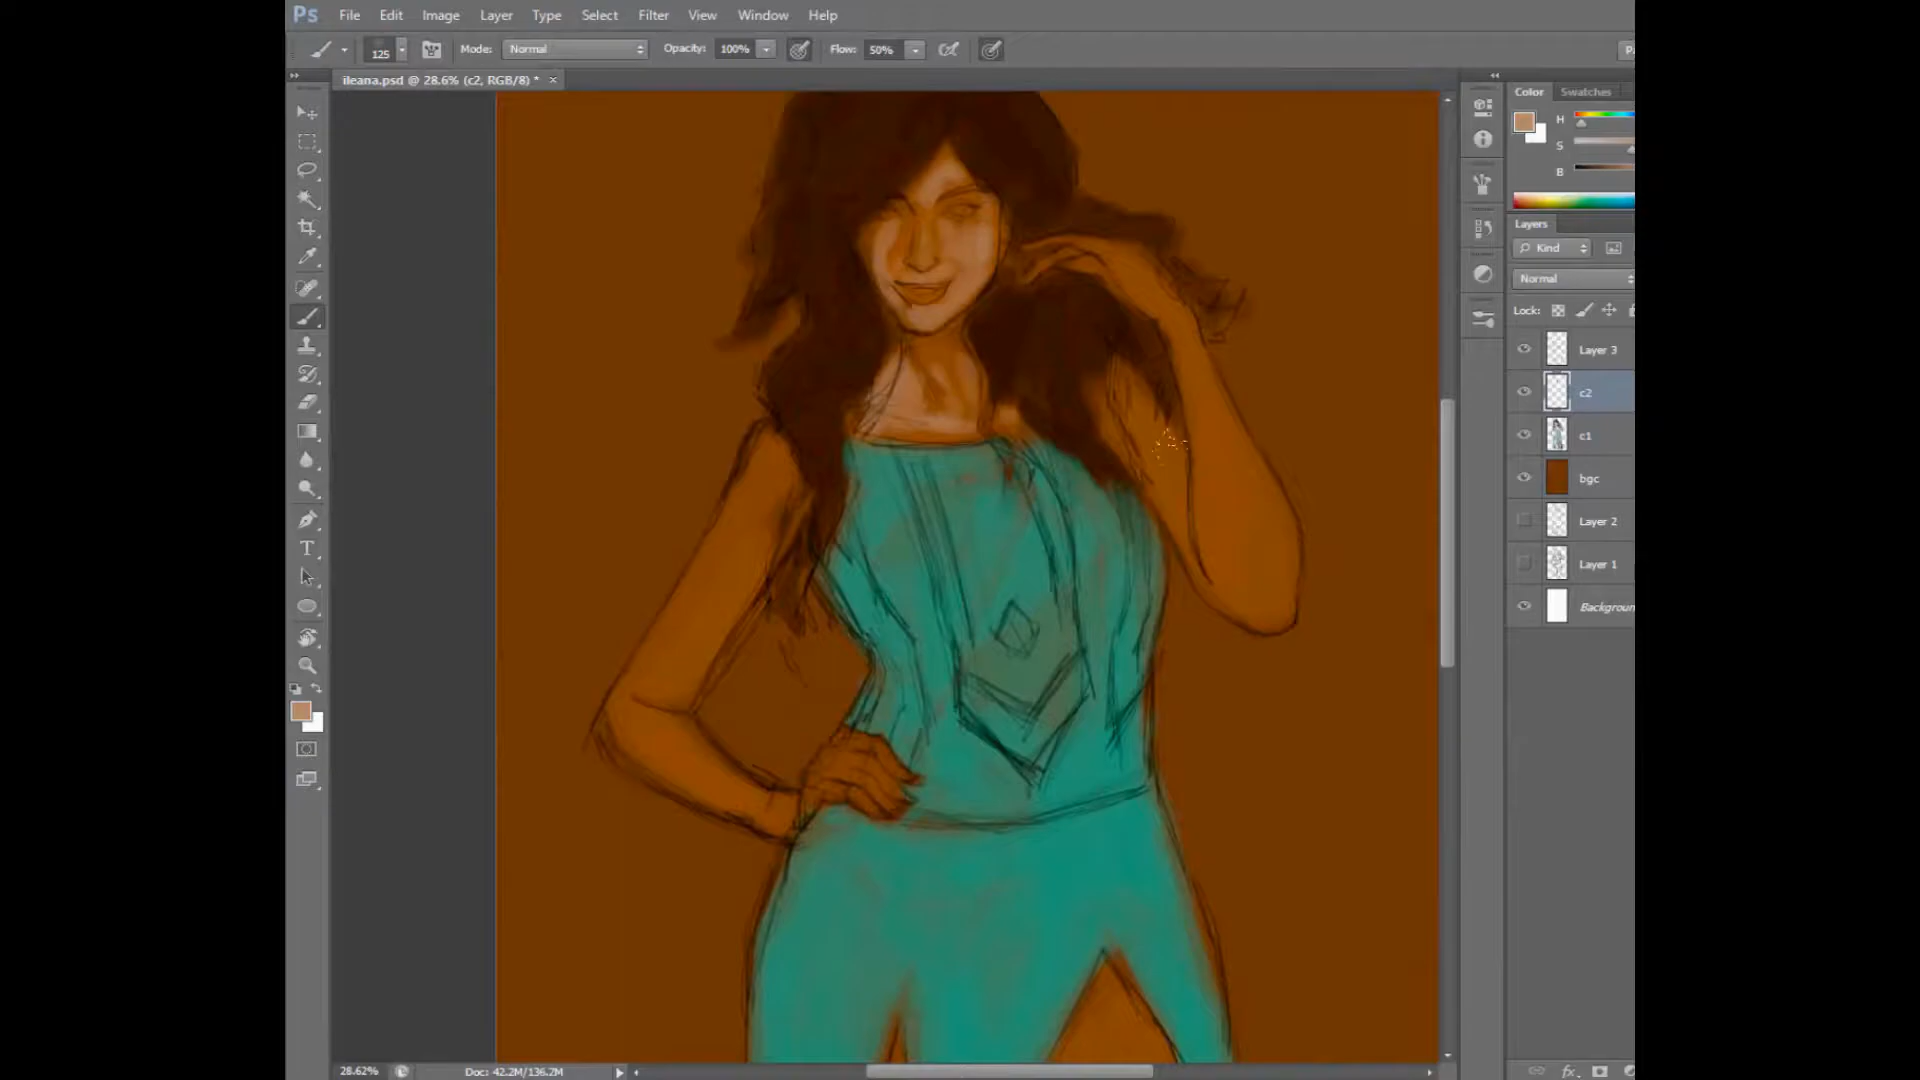 Ps File Edit Image Layer Type Select Filter View Window Help
125 Mode: Normal Opacity: 100% Flow: 50%
ileana.psd @ 28.6% (c2, RGB/8) * ×
Color Swatches
H
S
B
Layers
Kind
Normal
Lock:
Layer 3
c2
c1
bgc
Layer 2
Layer 1
Backgroun
T
28.62% Doc: 42.2M/136.2M
fx